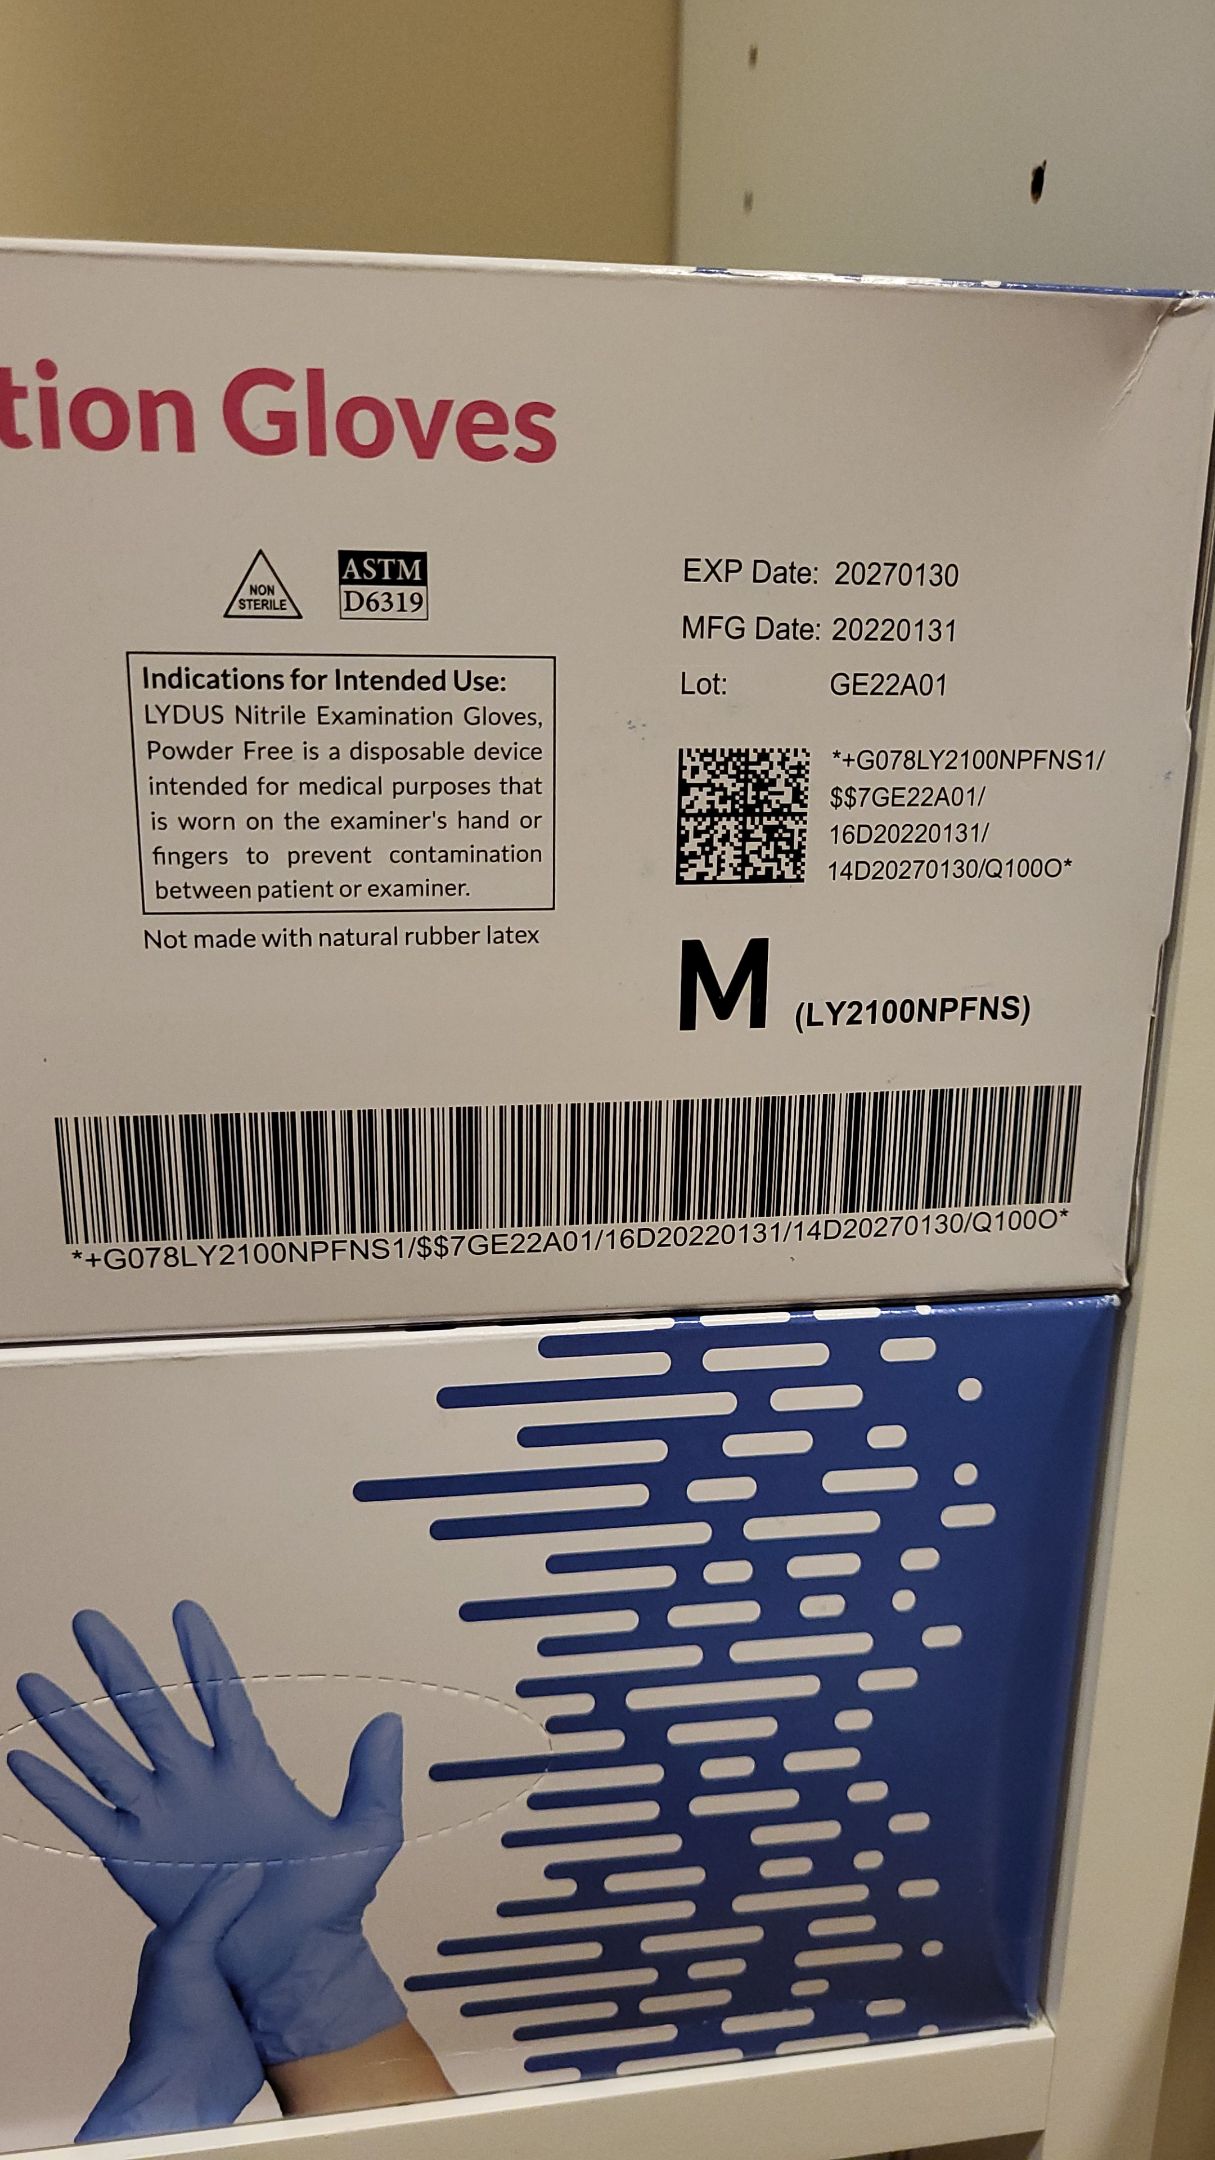 tion Gloves
NON
STERILE
ASTM
D6319
Indications for Intended Use:
LYDUS Nitrile Examination Gloves,
Powder Free is a disposable device
intended for medical purposes that
is worn on the examiner's hand or
fingers to prevent contamination
between patient or examiner.
Not made with natural rubber latex
EXP Date: 20270130
MFG Date: 20220131
Lot: GE22A01
*+G078LY2100NPFNS1/
$$7GE22A01/
16D20220131/
14D20270130/Q100O*
M (LY2100NPFNS)
*+G078LY2100NPFNS1/$$7GE22A01/16D20220131/14D20270130/Q100O*